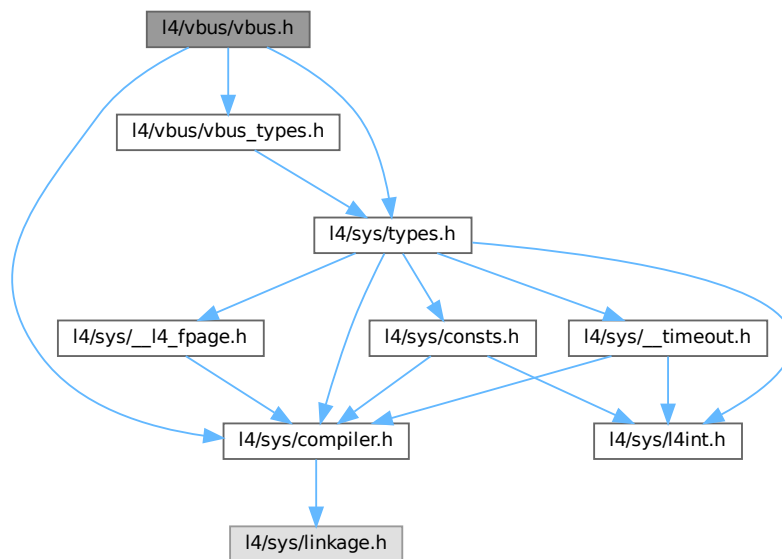 l4/vbus/vbus.h
l4/vbus/vbus_types.h
l4/sys/types.h
l4/sys/__l4_fpage.h
l4/sys/consts.h
l4/sys/__timeout.h
l4/sys/compiler.h
l4/sys/l4int.h
l4/sys/linkage.h